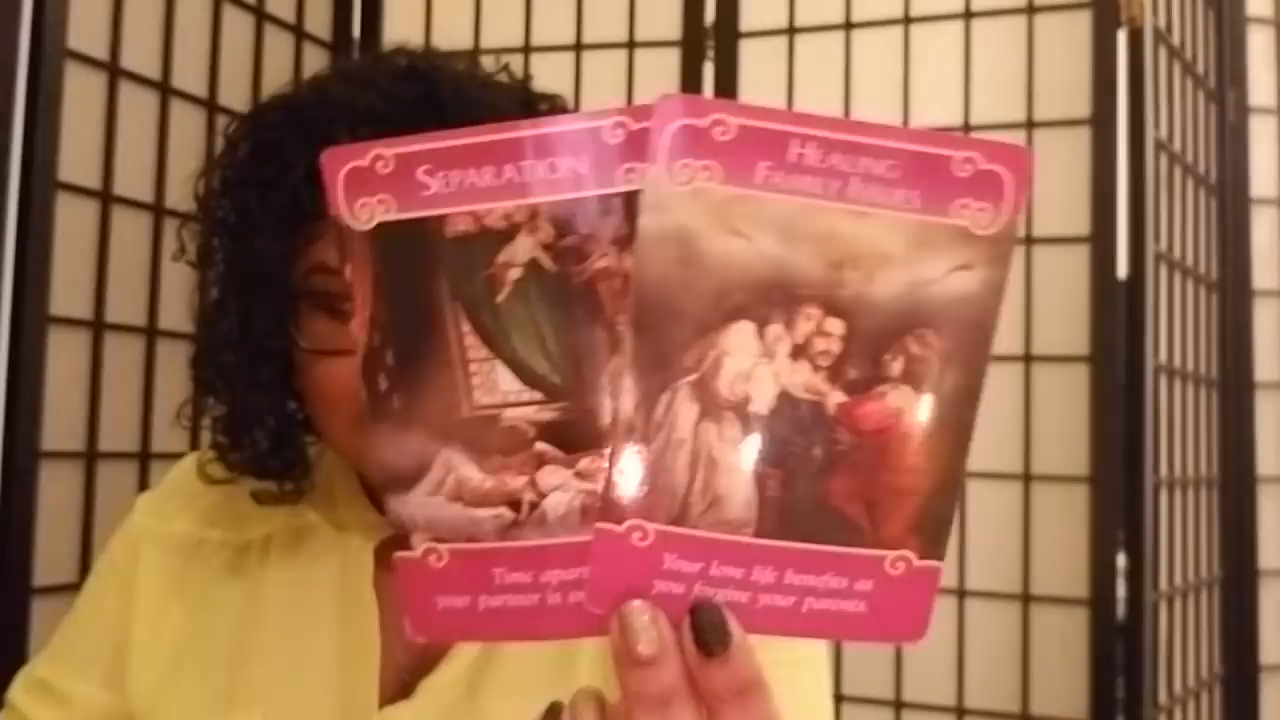 SEPARATION
Time apart
your partner is
HEALING
FAMILY ISSUES
Your love life benefits as
you forgive your parents.